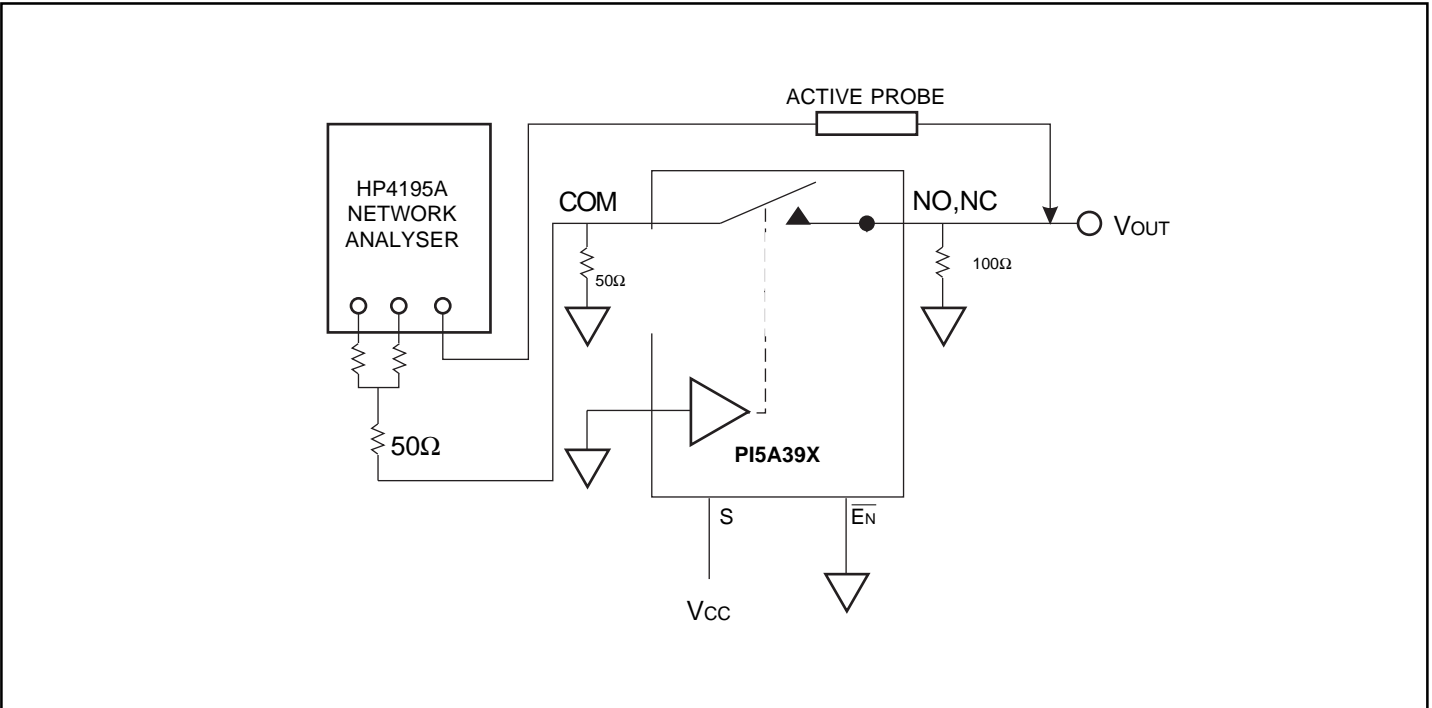 ACTIVE PROBE
HP4195A
NETWORK
ANALYSER
COM
NO,NC
VOUT
50Ω
100Ω
50Ω
PI5A39X
S
EN
VCC